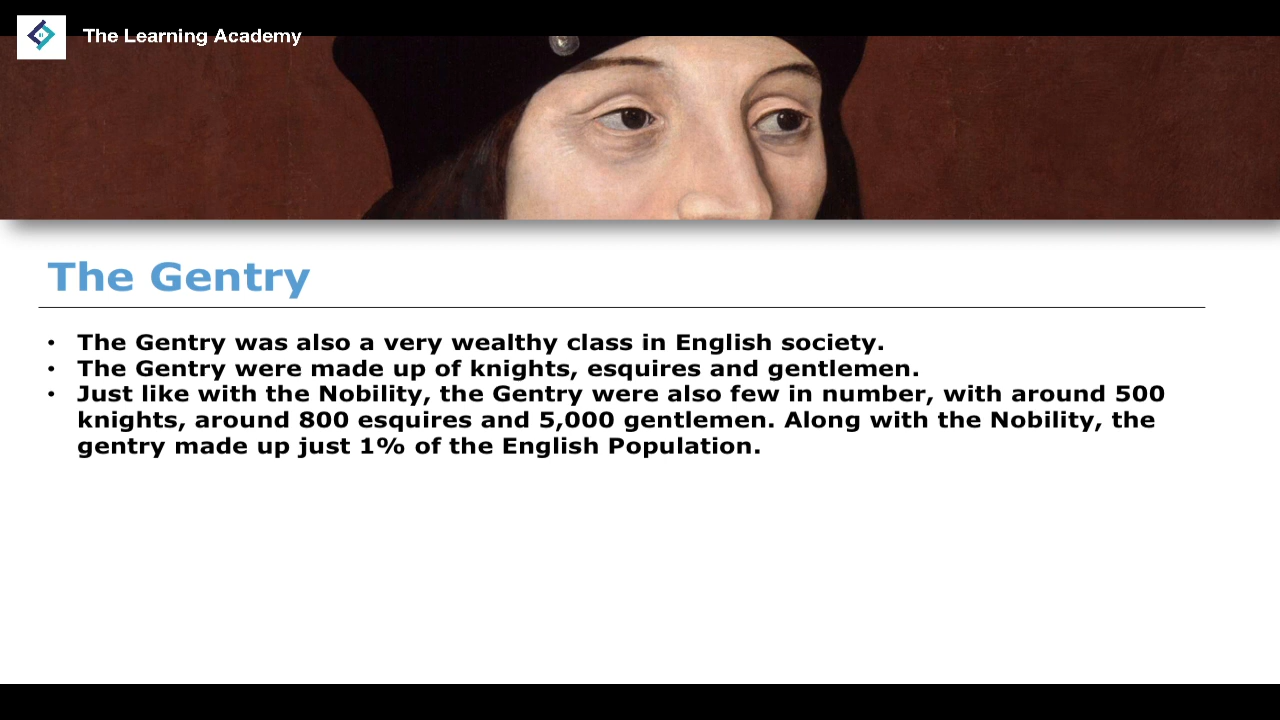 The Learning Academy
The Gentry
• The Gentry was also a very wealthy class in English society.
• The Gentry were made up of knights, esquires and gentlemen.
• Just like with the Nobility, the Gentry were also few in number, with around 500
knights, around 800 esquires and 5,000 gentlemen. Along with the Nobility, the
gentry made up just 1% of the English Population.